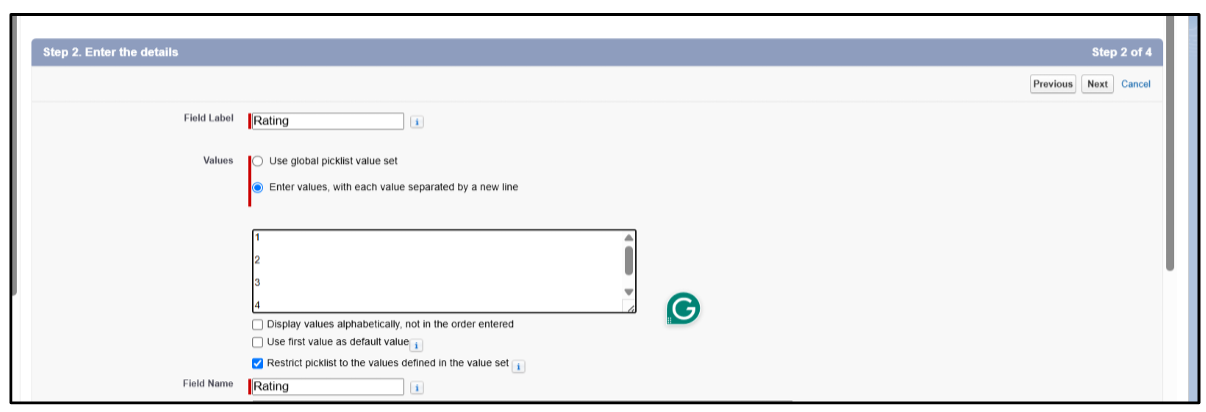 Step 2. Enter the details Step 2 of 4
Previous Next Cancel
Field Label Rating i
Values Use global picklist value set
Enter values, with each value separated by a new line
1
2
3
4
G
Display values alphabetically, not in the order entered
Use first value as default value i
Restrict picklist to the values defined in the value set i
Field Name Rating i